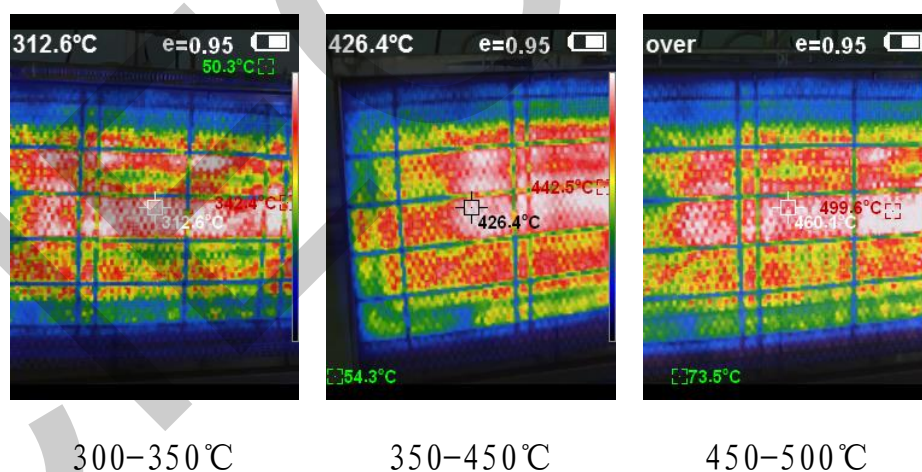 312.6℃ e=0.95
50.3°C
342.4°C
312.6°C
426.4℃ e=0.95
442.5°C
426.4°C
54.3°C
over e=0.95
499.6°C
460.1°C
73.5°C
300-350℃ 350-450℃ 450-500℃